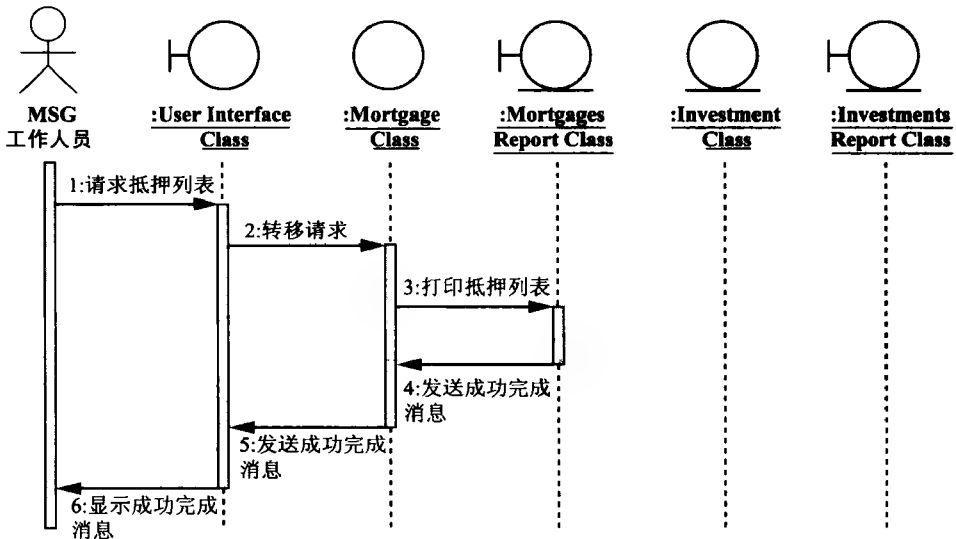 MSG
工作人员
:User Interface
Class
:Mortgage
Class
:Mortgages
Report Class
:Investment
Class
:Investments
Report Class
1:请求抵押列表
2:转移请求
3:打印抵押列表
4:发送成功完成
消息
5:发送成功完成
消息
6:显示成功完成
消息